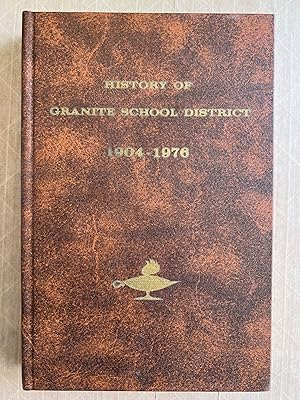 HISTORY OF
GRANITE SCHOOL DISTRICT
1904-1976